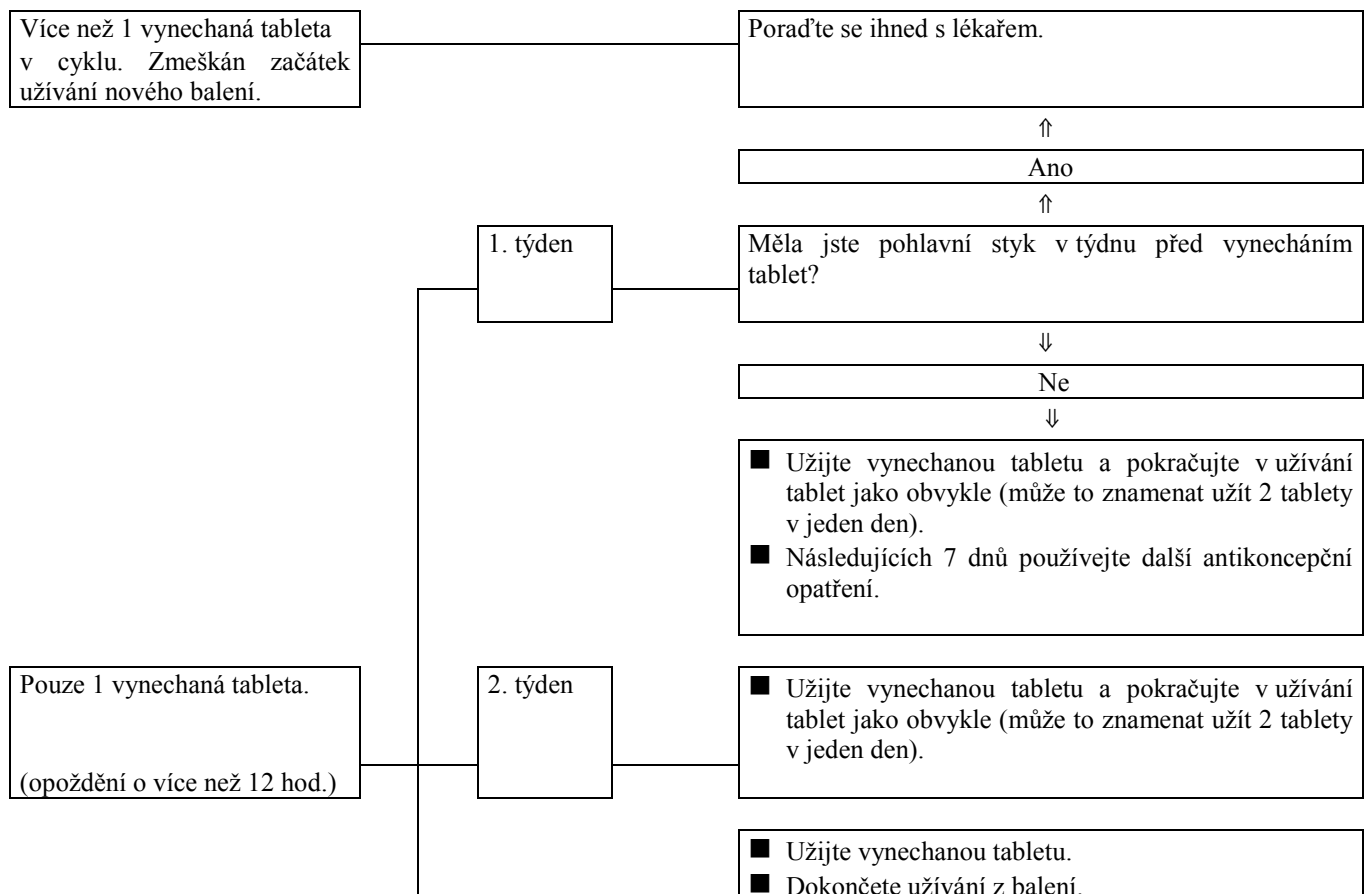 Více než 1 vynechaná tableta
v cyklu. Zmeškán začátek
užívání nového balení.
Poraďte se ihned s lékařem.
⇑
Ano
⇑
1. týden
Měla jste pohlavní styk v týdnu před vynecháním
tablet?
⇓
Ne
⇓
■ Užijte vynechanou tabletu a pokračujte v užívání
tablet jako obvykle (může to znamenat užít 2 tablety
v jeden den).
■ Následujících 7 dnů používejte další antikoncepční
opatření.
Pouze 1 vynechaná tableta.
(opoždění o více než 12 hod.)
2. týden
■ Užijte vynechanou tabletu a pokračujte v užívání
tablet jako obvykle (může to znamenat užít 2 tablety
v jeden den).
■ Užijte vynechanou tabletu.
■ Dokončete užívání z balení.